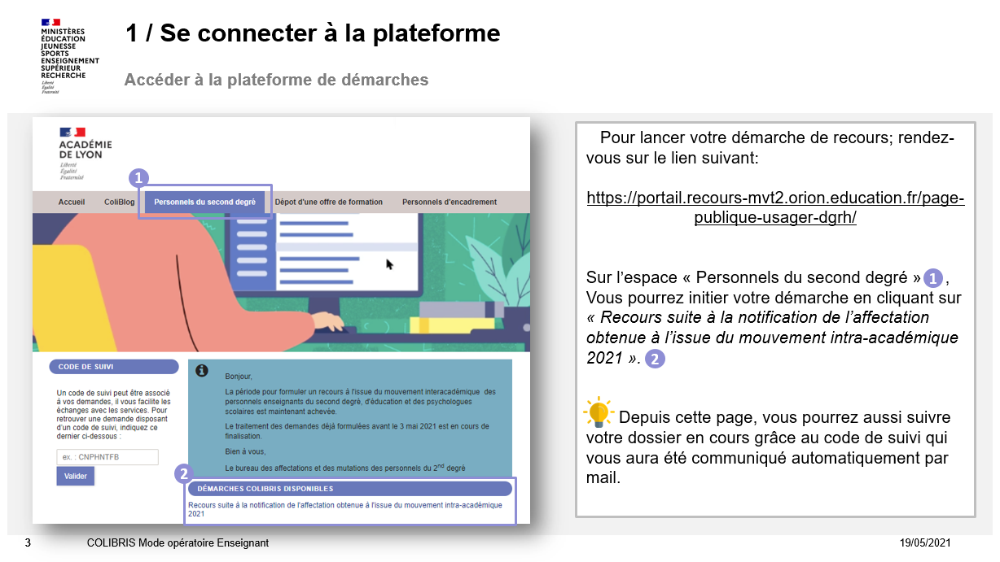 MINISTÈRES
ÉDUCATION
JEUNESSE
SPORTS
ENSEIGNEMENT
SUPÉRIEUR
RECHERCHE
Liberté
Égalité
Fraternité
1 / Se connecter à la plateforme
Accéder à la plateforme de démarches
ACADÉMIE
DE LYON
Liberté
Égalité
Fraternité
1
Accueil ColiBlog Personnels du second degré Dépot d'une offre de formation Personnels d'encadrement
CODE DE SUIVI
Un code de suivi peut être associé
à vos demandes, il vous facilite les
échanges avec les services. Pour
retrouver une demande disposant
d'un code de suivi, indiquez ce
dernier ci-dessous :
ex. : CNPHNTFB
Valider
Bonjour,
La période pour formuler un recours à l'issue du mouvement interacadémique des
personnels enseignants du second degré, d'éducation et des psychologues
scolaires est maintenant achevée.
Le traitement des demandes déjà formulées avant le 3 mai 2021 est en cours de
finalisation.
Bien à vous,
Le bureau des affectations et des mutations des personnels du 2nd degré
2
DÉMARCHES COLIBRIS DISPONIBLES
Recours suite à la notification de l'affectation obtenue à l'issue du mouvement intra-académique
2021
Pour lancer votre démarche de recours; rendez-
vous sur le lien suivant:
https://portail.recours-mvt2.orion.education.fr/page-
publique-usager-dgrh/
Sur l'espace « Personnels du second degré » 1 ,
Vous pourrez initier votre démarche en cliquant sur
« Recours suite à la notification de l'affectation
obtenue à l'issue du mouvement intra-académique
2021 ». 2
Depuis cette page, vous pourrez aussi suivre
votre dossier en cours grâce au code de suivi qui
vous aura été communiqué automatiquement par
mail.
3 COLIBRIS Mode opératoire Enseignant 19/05/2021